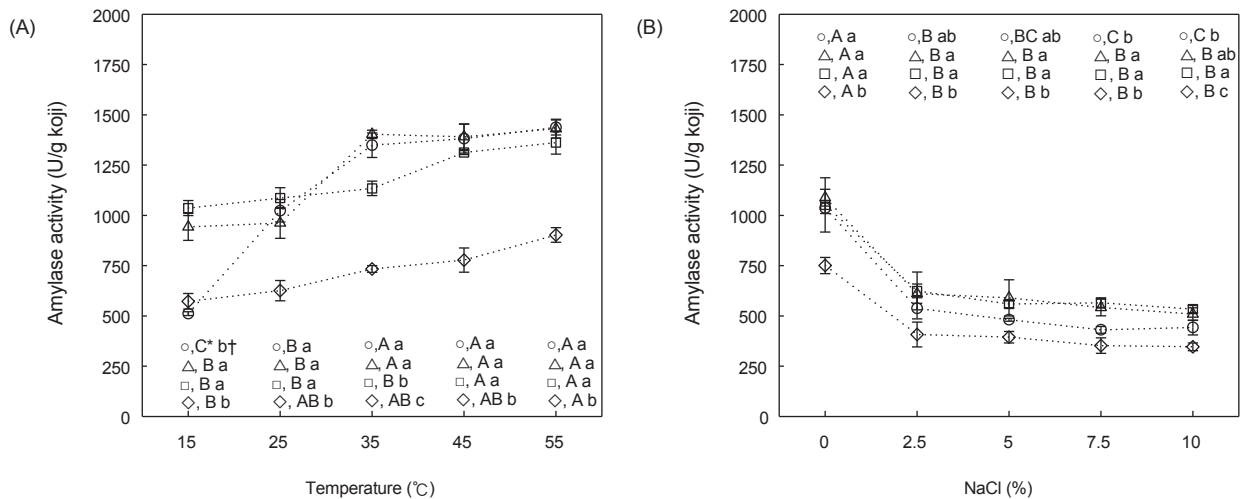 (A)
2000
1750
1500
1250
1000
750
500
250
0
Amylase activity (U/g koji)
○,C* b† ○,B a ○,A a ○,A a ○,A a
△, B a △, B a △, A a △, A a △, A a
□, B a □, B a □, B b □, A a □, A a
◇, B b ◇, AB b ◇, AB c ◇, AB b ◇, A b
15 25 35 45 55
Temperature (℃)
(B)
2000
1750
1500
1250
1000
750
500
250
0
Amylase activity (U/g koji)
○,A a ○,B ab ○,BC ab ○,C b ○,C b
△, A a △, B a △, B a △, B a △, B ab
□, A a □, B a □, B a □, B a □, B a
◇, A b ◇, B b ◇, B b ◇, B b ◇, B c
0 2.5 5 7.5 10
NaCl (%)